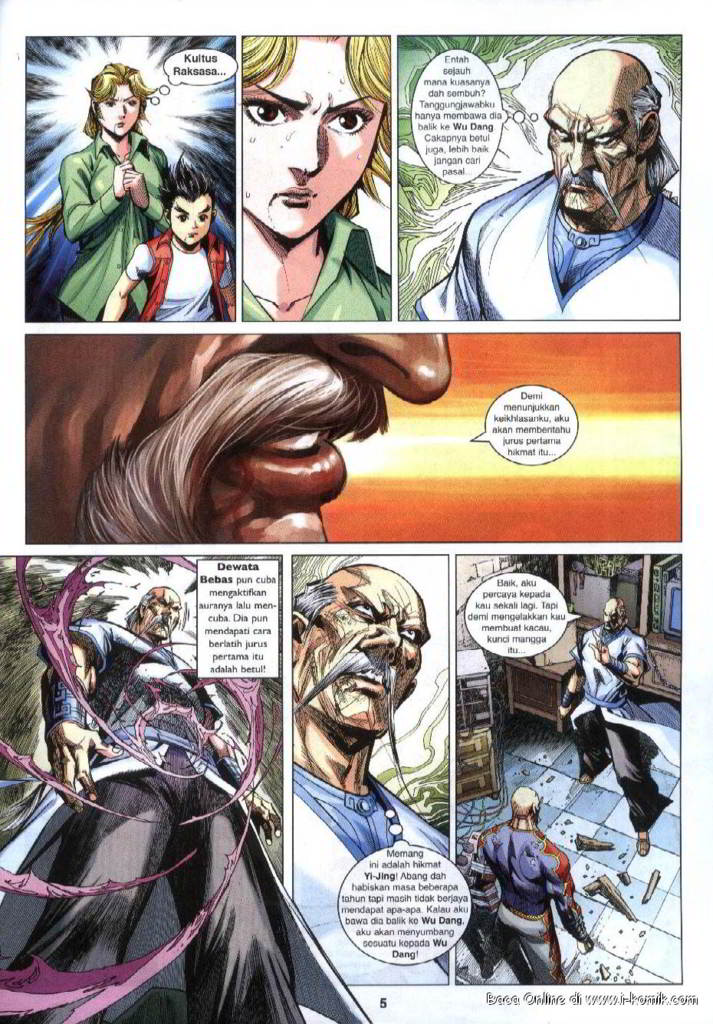 Kultus
Raksasa...
Entah
sejauh
mana kuasanya
dah sembuh?
Tanggungjawabku
hanya membawa dia
balik ke Wu Dang.
Cakapnya betul
juga, lebih baik
jangan cari
pasal...
Demi
menunjukkan
keikhlasanku, aku
akan membentahu
jurus pertama
hikmat itu...
Dewata
Bebas pun cuba
mengaktifkan
auranya lalu men-
cuba. Dia pun
mendapati cara
berlatih jurus
pertama itu
adalah betul!
Memang
ini adalah hikmat
Yi-Jing! Abang dah
habiskan masa beberapa
tahun tapi masih tidak berjaya
mendapat apa-apa. Kalau aku
bawa dia balik ke Wu Dang,
aku akan menyumbang
sesuatu kepada Wu
Dang!
Baik, aku
percaya kepada
kau sekali lagi. Tapi
demi mengelakkan kau
membuat kacau,
kunci mangga
itu...
5
Baca Online di www.i-komik.com